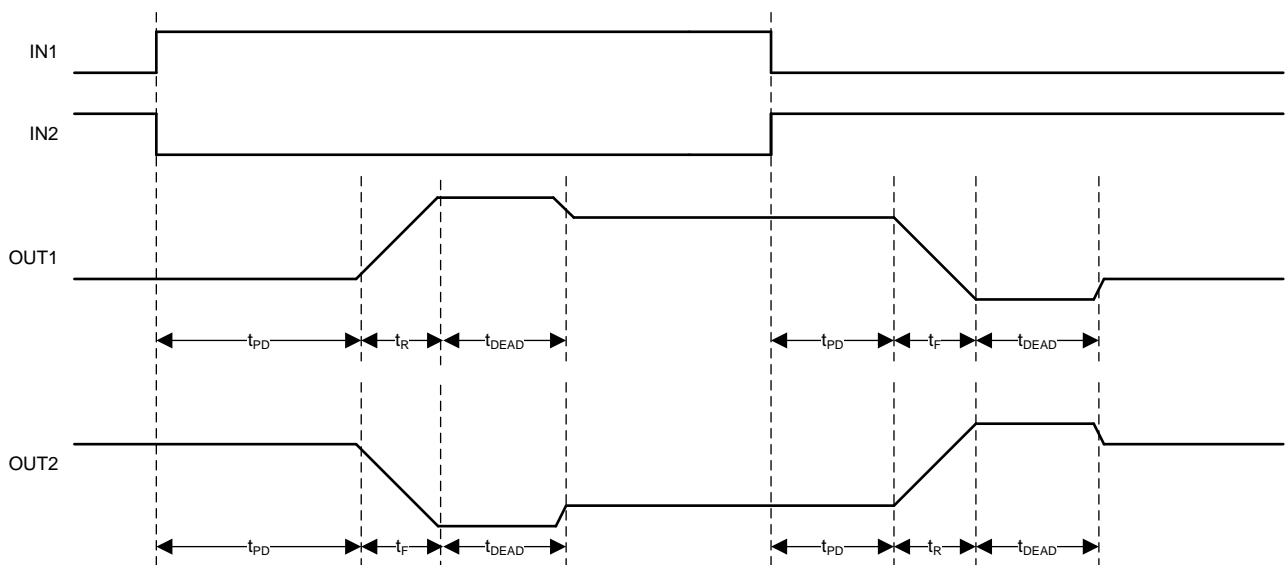 IN1
IN2
OUT1
tPD tR tDEAD tPD tF tDEAD
OUT2
tPD tF tDEAD tPD tR tDEAD